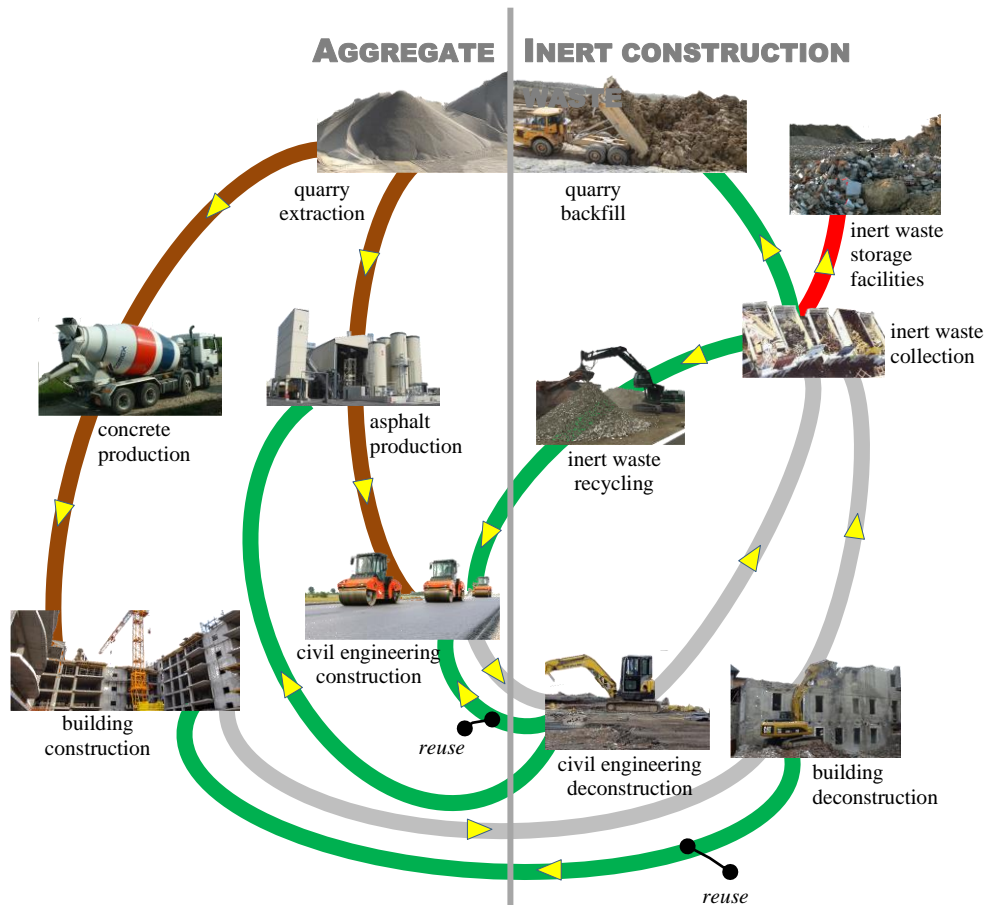 AGGREGATE
INERT CONSTRUCTION
WASTE
quarry
extraction
quarry
backfill
inert waste
storage
facilities
inert waste
collection
concrete
production
asphalt
production
inert waste
recycling
civil engineering
construction
building
construction
reuse
civil engineering
deconstruction
building
deconstruction
reuse